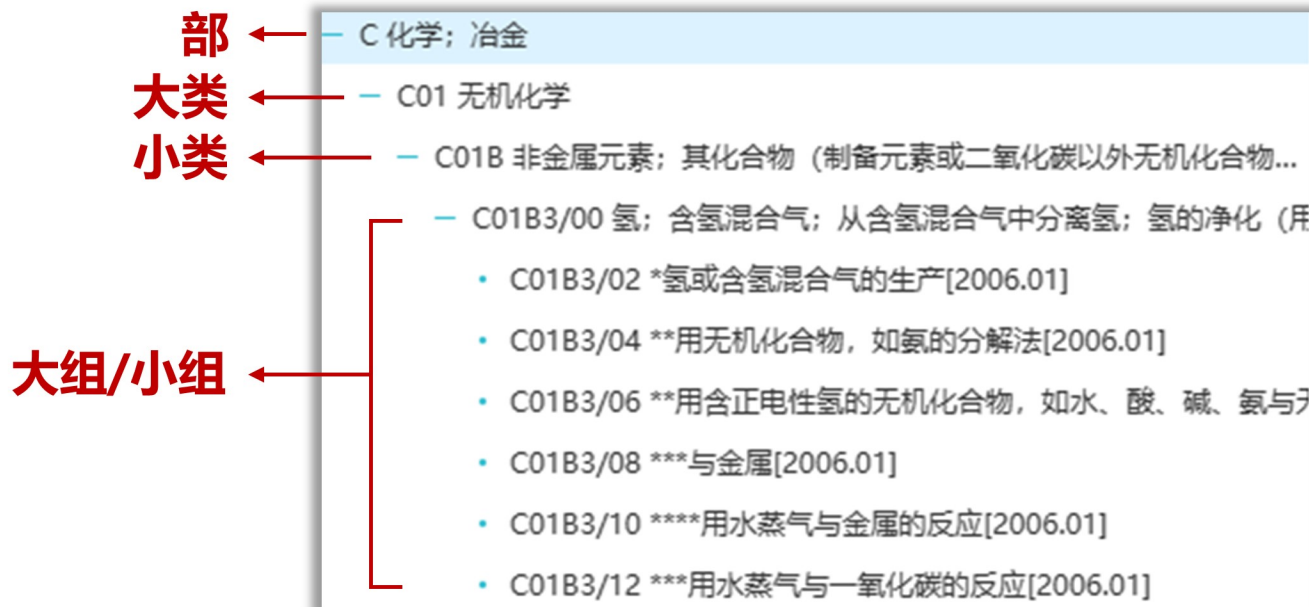 部 C 化学；冶金
大类 C01 无机化学
小类 C01B 非金属元素；其化合物（制备元素或二氧化碳以外无机化合物...
C01B3/00 氢；含氢混合气；从含氢混合气中分离氢；氢的净化（用
C01B3/02 *氢或含氢混合气的生产[2006.01]
C01B3/04 **用无机化合物，如氨的分解法[2006.01]
大组/小组
C01B3/06 **用含正电性氢的无机化合物，如水、酸、碱、氨与无
C01B3/08 ***与金属[2006.01]
C01B3/10 ****用水蒸气与金属的反应[2006.01]
C01B3/12 ***用水蒸气与一氧化碳的反应[2006.01]